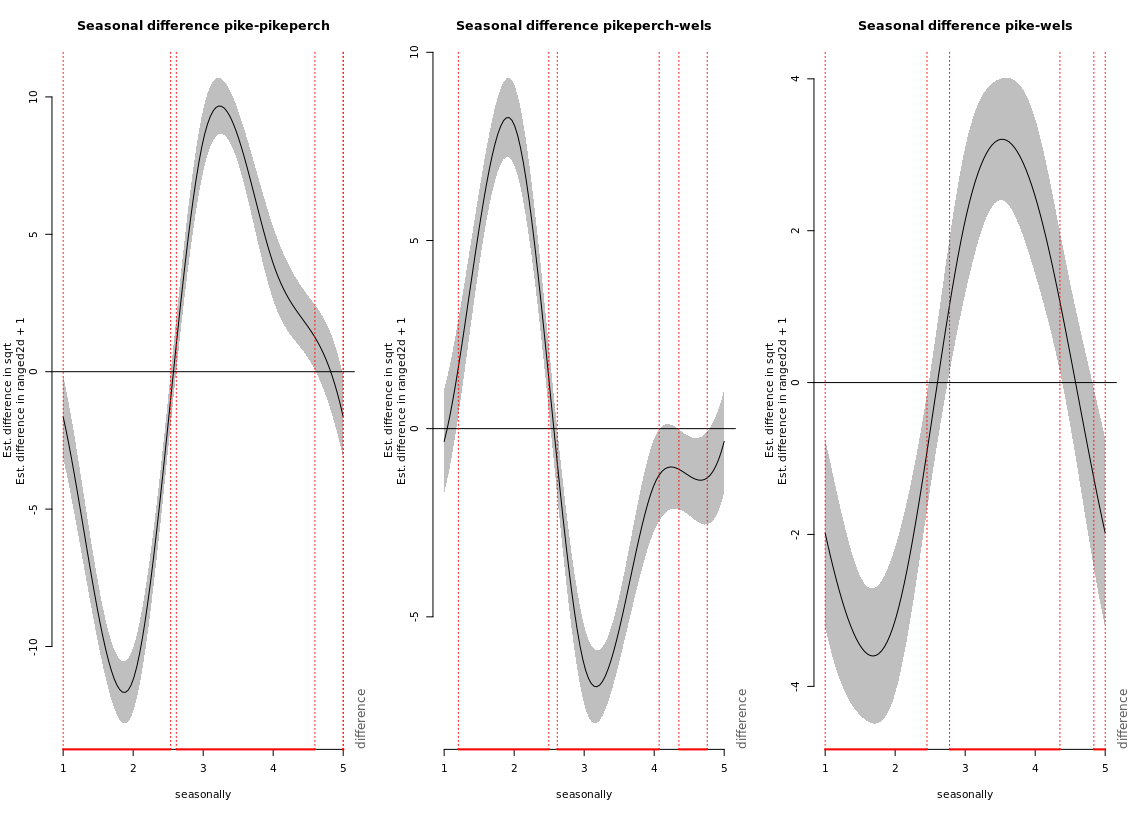 Seasonal difference pike-pikeperch
Est. difference in sqrt
Est. difference in ranged2d + 1
10
5
0
-5
-10
1 2 3 4 5
seasonally
difference
Seasonal difference pikeperch-wels
Est. difference in sqrt
Est. difference in ranged2d + 1
10
5
0
-5
1 2 3 4 5
seasonally
difference
Seasonal difference pike-wels
Est. difference in sqrt
Est. difference in ranged2d + 1
4
2
0
-2
-4
1 2 3 4 5
seasonally
difference